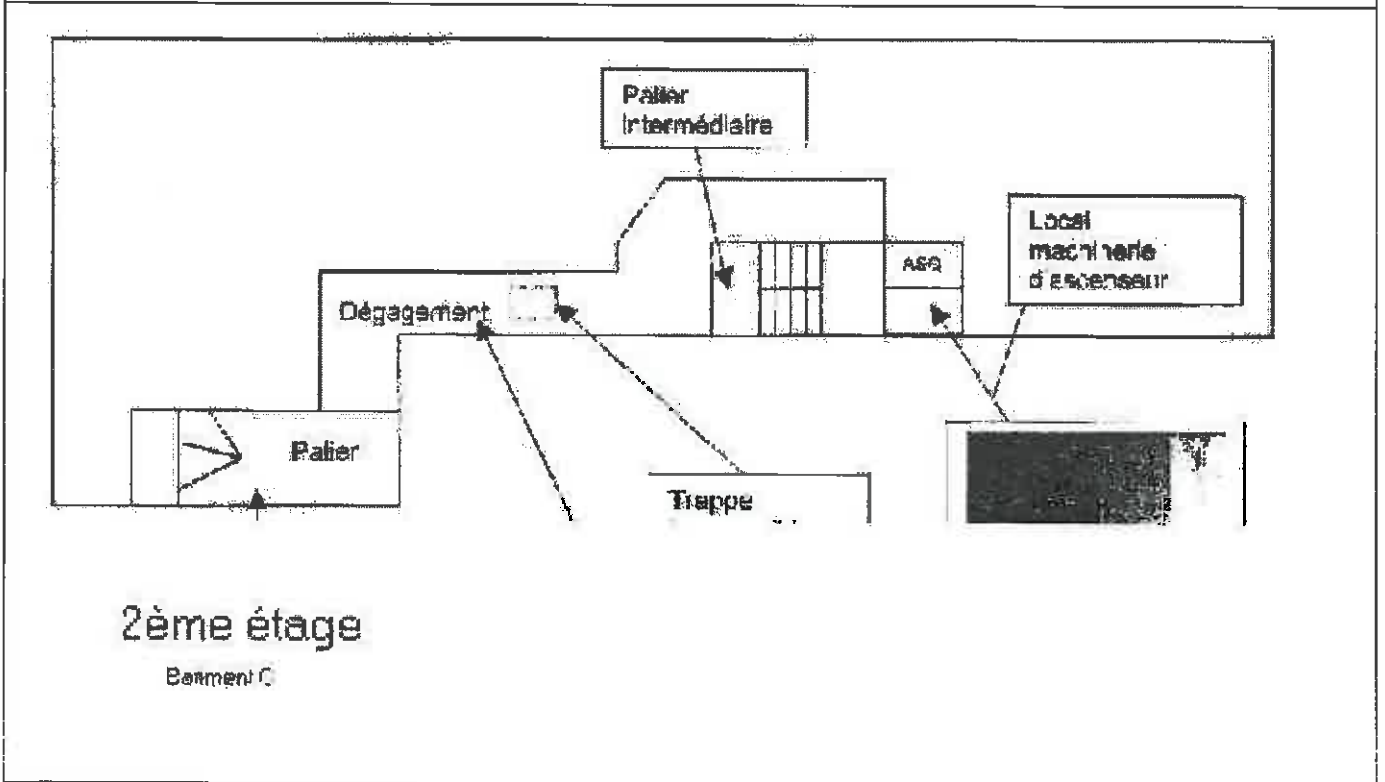 Palier
Intermédiaire
Local
machinerie
d'ascenseur
ASC
Dégagement
Palier
Trappe
2ème étage
Batiment C